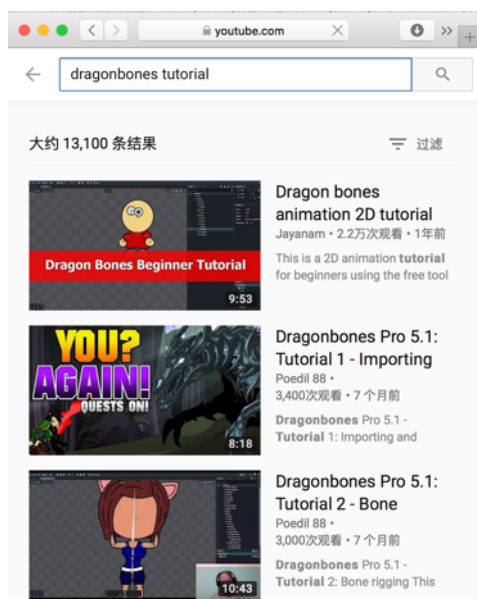 youtube.com
dragonbones tutorial
大约 13,100 条结果
过滤
Dragon Bones Beginner Tutorial
9:53
Dragon bones
animation 2D tutorial
Jayanam • 2.2万次观看 • 1年前
This is a 2D animation tutorial
for beginners using the free tool
YOU?
AGAIN!
QUESTS ON!
8:18
Dragonbones Pro 5.1:
Tutorial 1 - Importing
Poedil 88 •
3,400次观看 • 7 个月前
Dragonbones Pro 5.1 -
Tutorial 1: Importing and
10:43
Dragonbones Pro 5.1:
Tutorial 2 - Bone
Poedil 88 •
3,000次观看 • 7 个月前
Dragonbones Pro 5.1 -
Tutorial 2: Bone rigging This